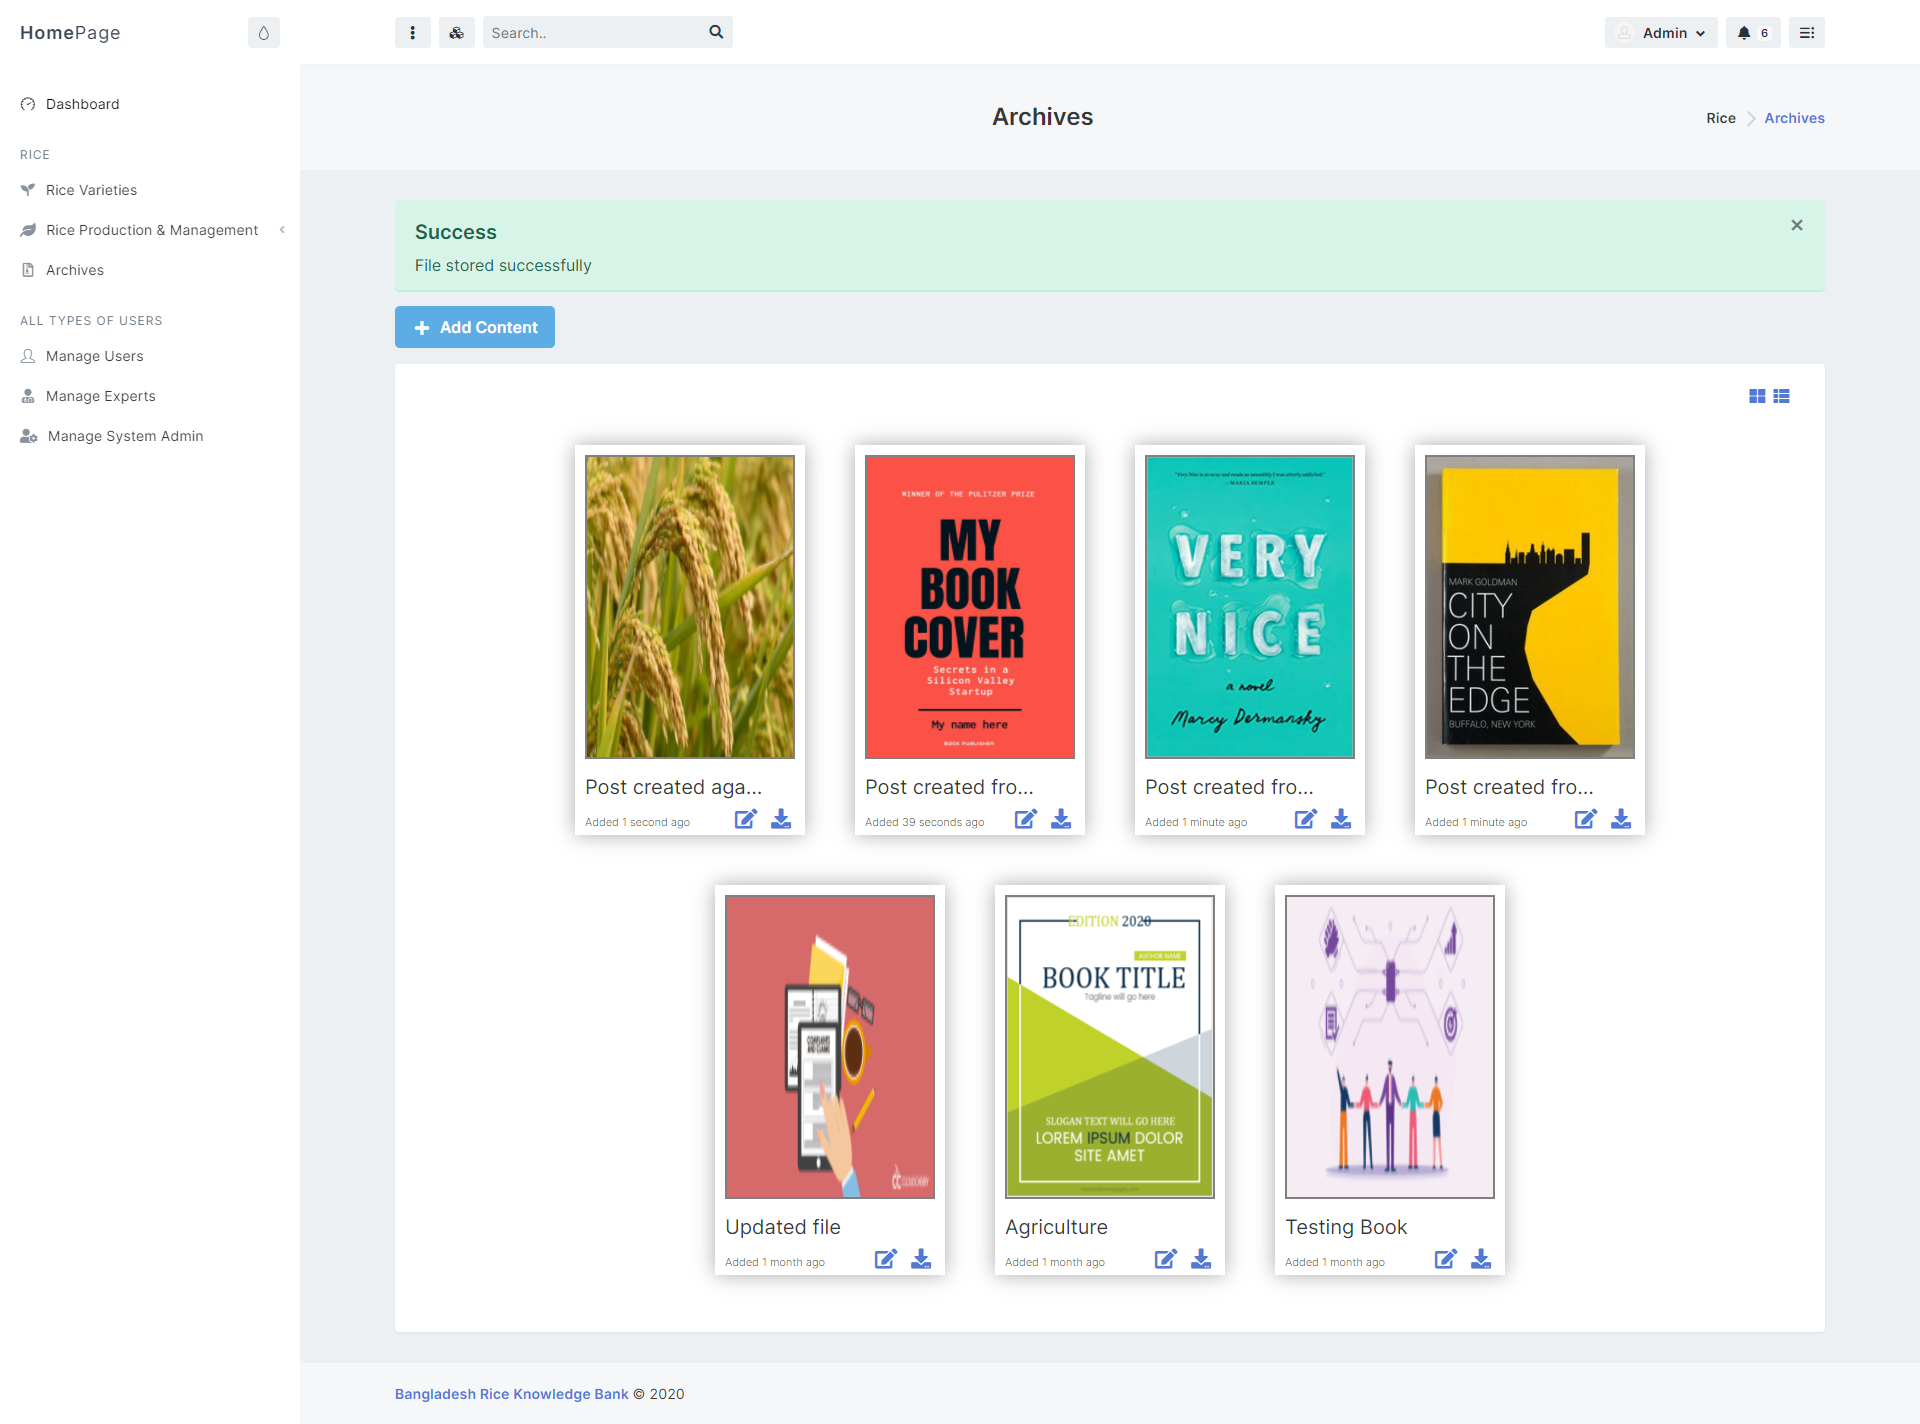 HomePage
Search..
Admin
6
Dashboard
RICE
Rice Varieties
Rice Production & Management
Archives
ALL TYPES OF USERS
Manage Users
Manage Experts
Manage System Admin
Archives
Rice
Archives
Success
File stored successfully
Add Content
WINNER OF THE PULITZER PRIZE
MY
BOOK
COVER
Secrets in a
Silicon Valley
Startup
My name here
BOOK PUBLISHER
– MARIA SEMPLE
VERY
NICE
a novel
Marcy Dermansky
MARK GOLDMAN
CITY
ON
THE
EDGE
BUFFALO, NEW YORK
Post created aga...
Added 1 second ago
Post created fro...
Added 39 seconds ago
Post created fro...
Added 1 minute ago
Post created fro...
Added 1 minute ago
COMPLAINTS
AND CLAIMS
EDITION 2020
AUTHOR NAME
BOOK TITLE
Tagline will go here
SLOGAN TEXT WILL GO HERE
LOREM IPSUM DOLOR
SITE AMET
Updated file
Added 1 month ago
Agriculture
Added 1 month ago
Testing Book
Added 1 month ago
Bangladesh Rice Knowledge Bank © 2020